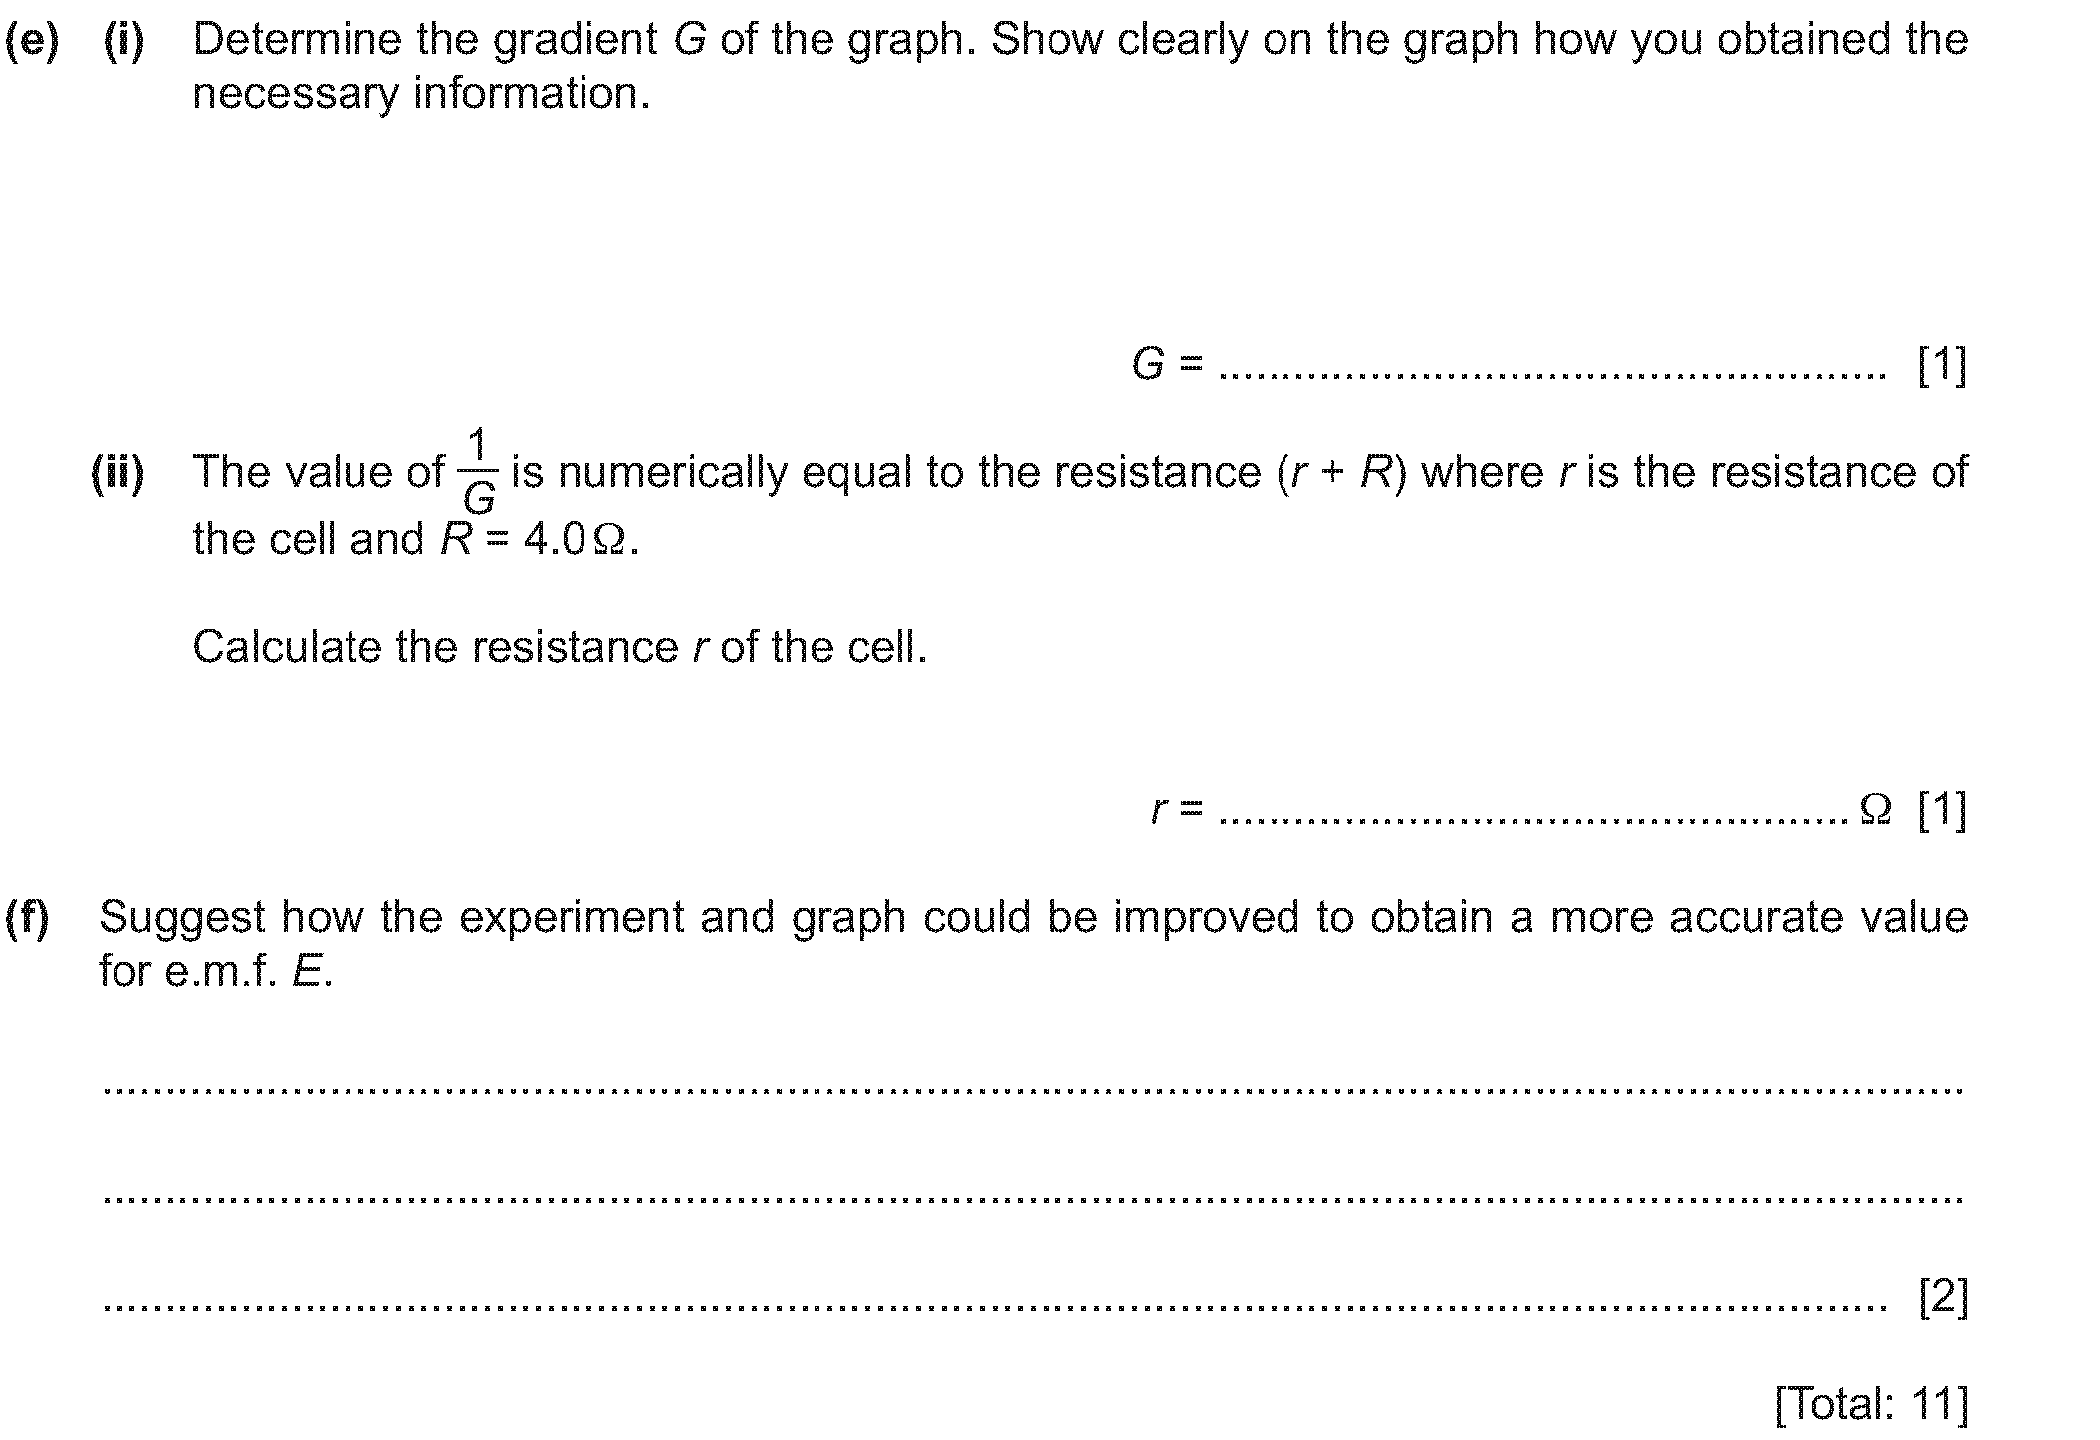 (e) (i) Determine the gradient G of the graph. Show clearly on the graph how you obtained the
necessary information.
G = ...................................................... [1]
(ii) The value of 1/G is numerically equal to the resistance (r + R) where r is the resistance of
the cell and R = 4.0 Ω.
Calculate the resistance r of the cell.
r = ................................................... Ω [1]
(f) Suggest how the experiment and graph could be improved to obtain a more accurate value
for e.m.f. E.
...................................................................................................................................................
...................................................................................................................................................
............................................................................................................................................. [2]
[Total: 11]